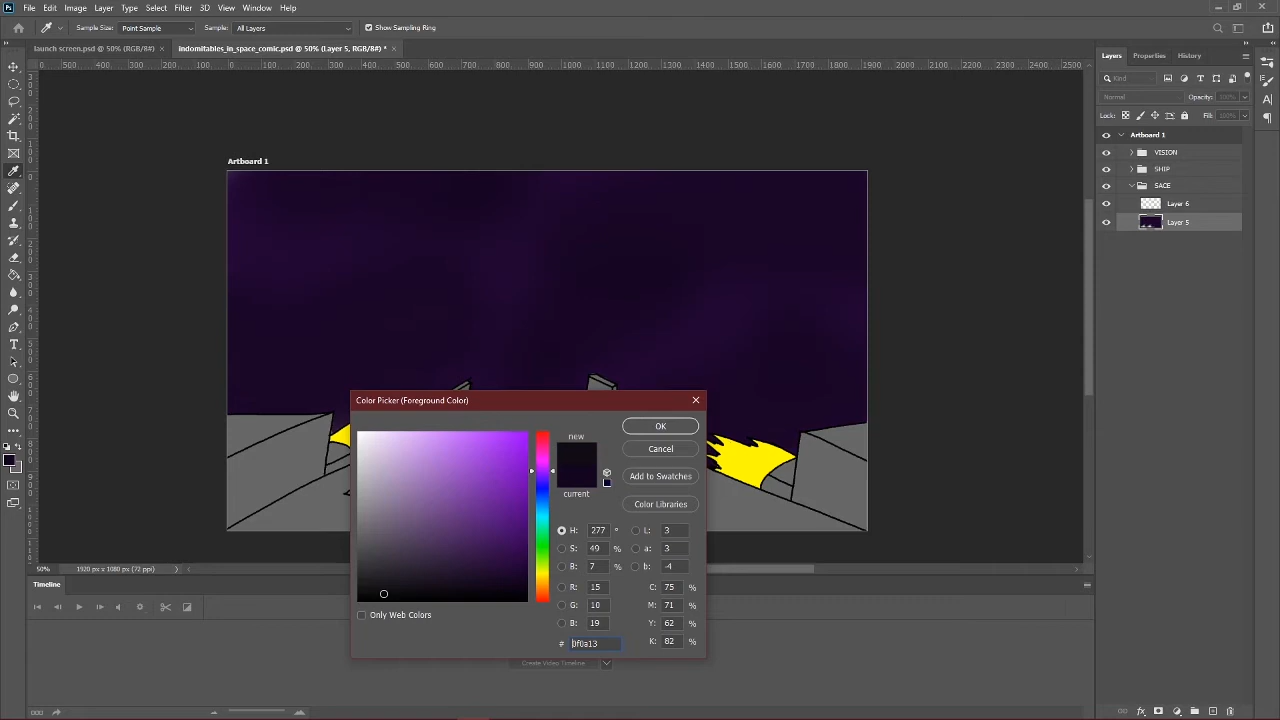 Ps File Edit Image Layer Type Select Filter 3D View Window Help
Sample Size: Point Sample Sample: All Layers Show Sampling Ring
launch screen.psd @ 50% (RGB/8#) × indomitables_in_space_comic.psd @ 50% (Layer 5, RGB/8#) * ×
Layers Properties History
Kind
Normal Opacity: 100%
Lock: Fill: 100%
Artboard 1
VISION
SHIP
SACE
Layer 6
Layer 5
Artboard 1
Color Picker (Foreground Color)
new
current
OK
Cancel
Add to Swatches
Color Libraries
H: 277 ° L: 3
S: 49 % a: 3
B: 7 % b: -4
R: 15 C: 75 %
G: 10 M: 71 %
B: 19 Y: 62 %
# 0f0a13 K: 82 %
Only Web Colors
50% 1920 px x 1080 px (72 ppi)
Timeline
Create Video Timeline